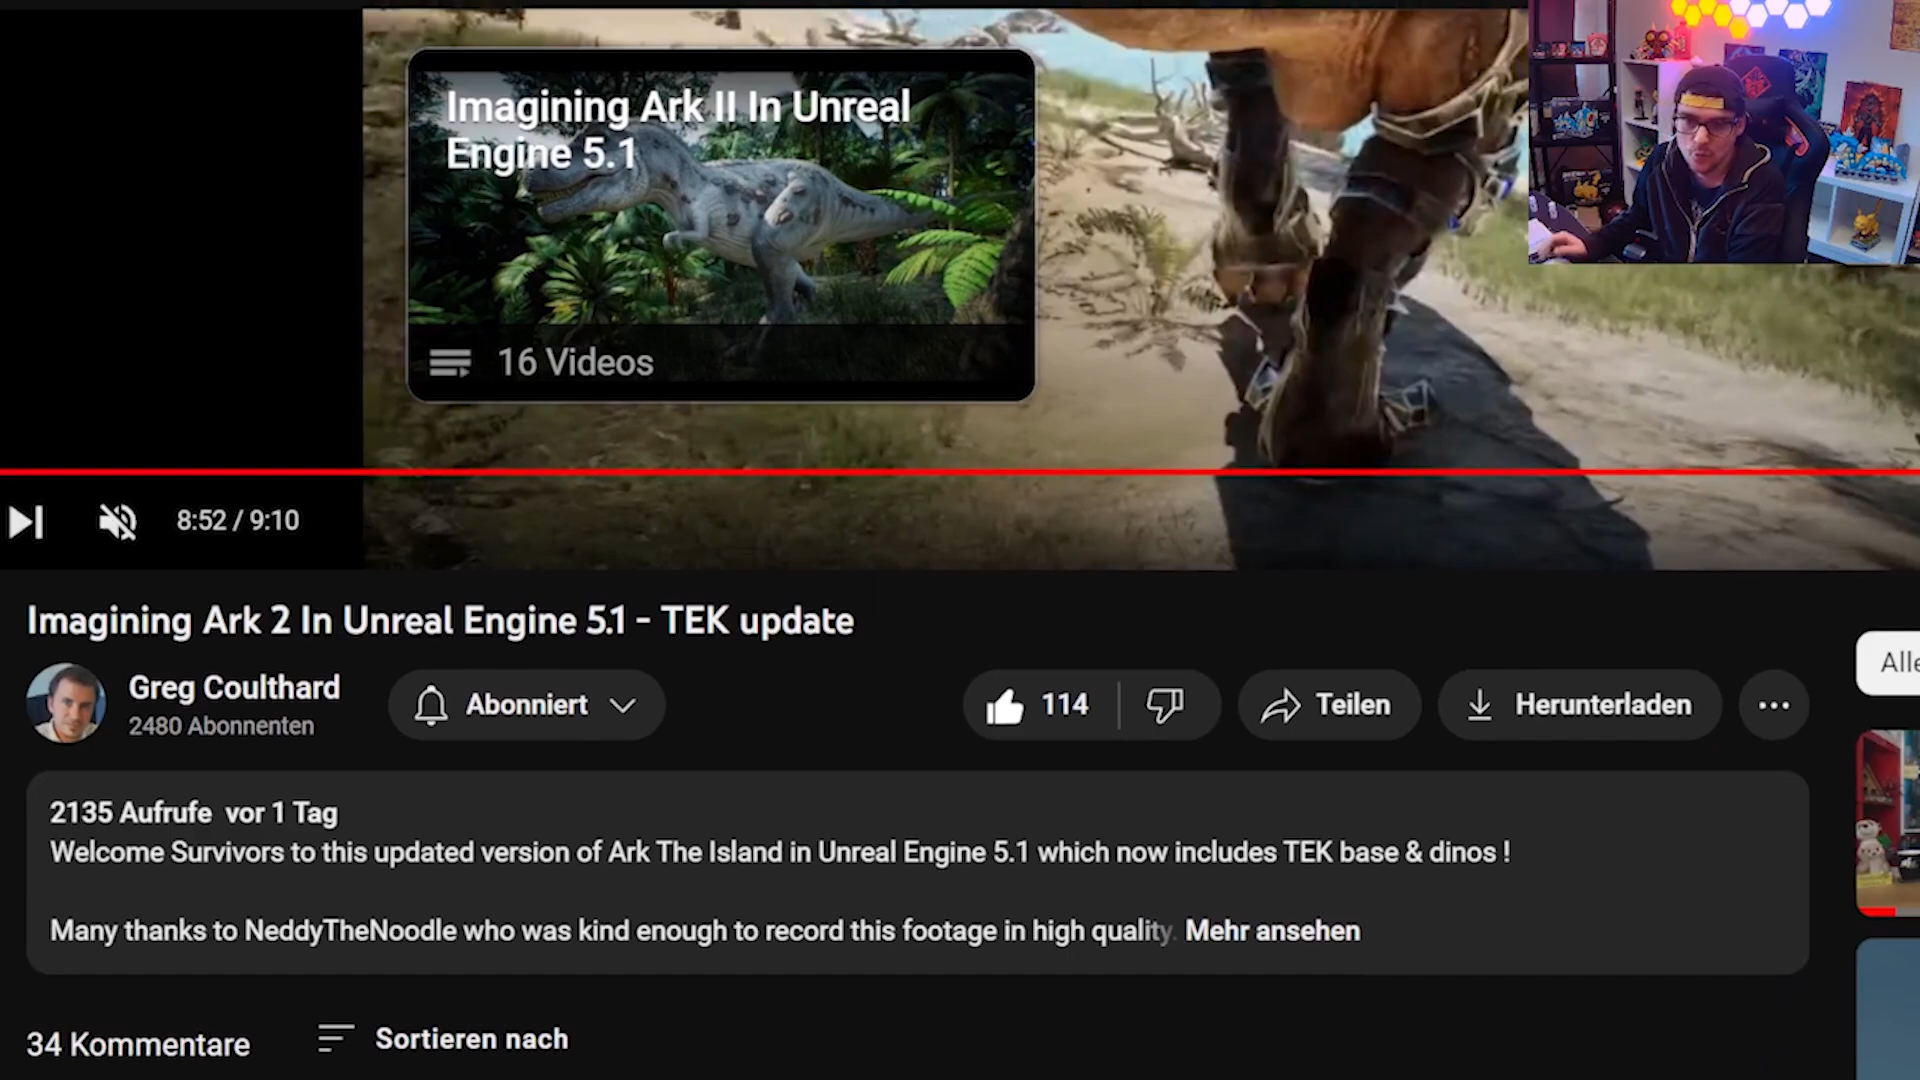 Imagining Ark II In Unreal
Engine 5.1
16 Videos
8:52 / 9:10
Imagining Ark 2 In Unreal Engine 5.1 - TEK update
Greg Coulthard
2480 Abonnenten
Abonniert
114
Teilen
Herunterladen
Alle
2135 Aufrufe vor 1 Tag
Welcome Survivors to this updated version of Ark The Island in Unreal Engine 5.1 which now includes TEK base & dinos !
Many thanks to NeddyTheNoodle who was kind enough to record this footage in high quality. Mehr ansehen
34 Kommentare
Sortieren nach